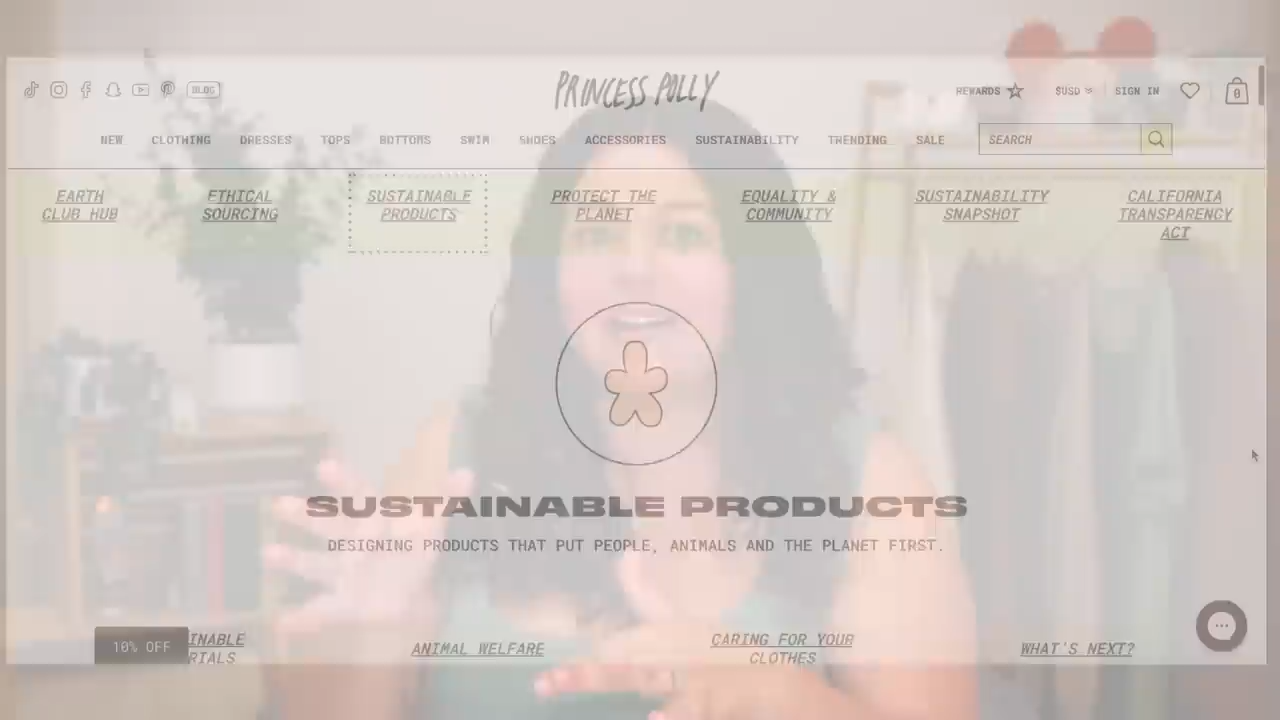 BLOG
PRINCESS POLLY
REWARDS
$USD
SIGN IN
0
NEW
CLOTHING
DRESSES
TOPS
BOTTOMS
SWIM
SHOES
ACCESSORIES
SUSTAINABILITY
TRENDING
SALE
SEARCH
EARTH
CLUB HUB
ETHICAL
SOURCING
SUSTAINABLE
PRODUCTS
PROTECT THE
PLANET
EQUALITY &
COMMUNITY
SUSTAINABILITY
SNAPSHOT
CALIFORNIA
TRANSPARENCY
ACT
SUSTAINABLE PRODUCTS
DESIGNING PRODUCTS THAT PUT PEOPLE, ANIMALS AND THE PLANET FIRST.
10% OFF
INABLE
RIALS
ANIMAL WELFARE
CARING FOR YOUR
CLOTHES
WHAT'S NEXT?